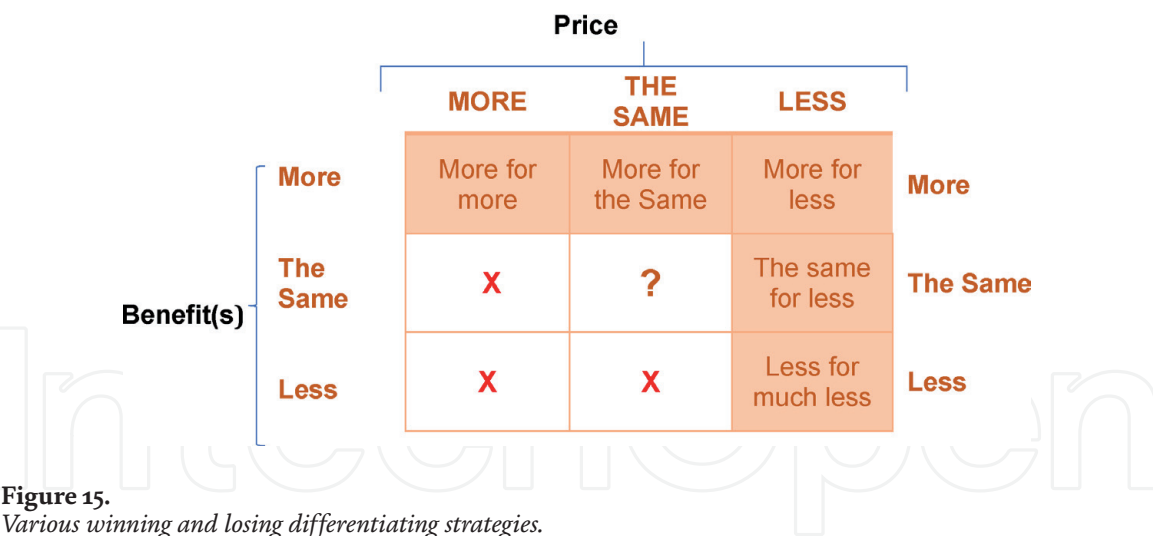 Price
MORE
THE
SAME
LESS
More
More for
more
More for
the Same
More for
less
More
The
Same
X
?
The same
for less
The Same
Benefit(s)
Less
X
X
Less for
much less
Less
IntechOpen
Figure 15.
Various winning and losing differentiating strategies.